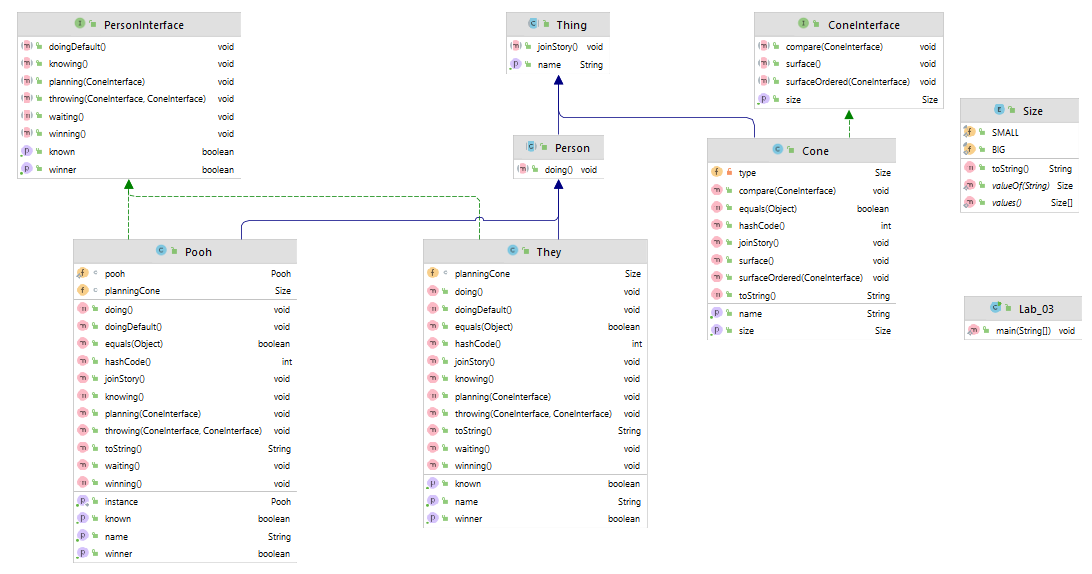 PersonInterface
doingDefault() void
knowing() void
planning(ConeInterface) void
throwing(ConeInterface, ConeInterface) void
waiting() void
winning() void
known boolean
winner boolean
Thing
joinStory() void
name String
ConeInterface
compare(ConeInterface) void
surface() void
surfaceOrdered(ConeInterface) void
size Size
Size
SMALL
BIG
toString() String
valueOf(String) Size
values() Size[]
Person
doing() void
Cone
type Size
compare(ConeInterface) void
equals(Object) boolean
hashCode() int
joinStory() void
surface() void
surfaceOrdered(ConeInterface) void
toString() String
name String
size Size
Pooh
pooh Pooh
planningCone Size
doing() void
doingDefault() void
equals(Object) boolean
hashCode() int
joinStory() void
knowing() void
planning(ConeInterface) void
throwing(ConeInterface, ConeInterface) void
toString() String
waiting() void
winning() void
instance Pooh
known boolean
name String
winner boolean
They
planningCone Size
doing() void
doingDefault() void
equals(Object) boolean
hashCode() int
joinStory() void
knowing() void
planning(ConeInterface) void
throwing(ConeInterface, ConeInterface) void
toString() String
waiting() void
winning() void
known boolean
name String
winner boolean
Lab_03
main(String[]) void